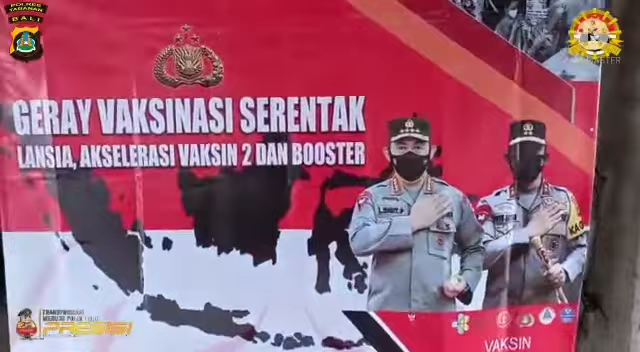 POLRES TABANAN
BALI
GERAY VAKSINASI SERENTAK
LANSIA, AKSELERASI VAKSIN 2 DAN BOOSTER
PRESISI
VAKSIN